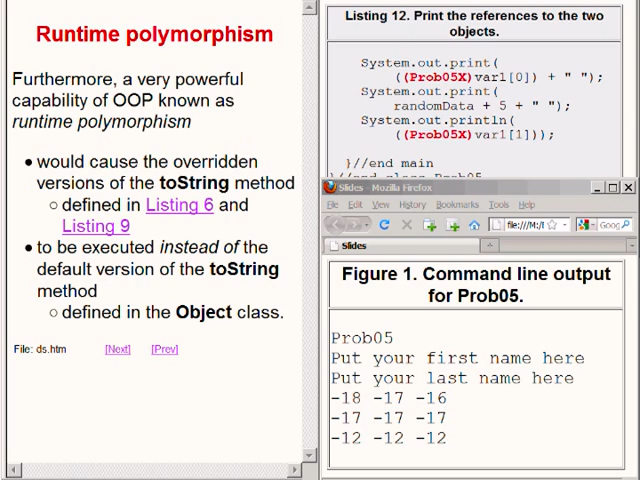 Runtime polymorphism
Furthermore, a very powerful
capability of OOP known as
runtime polymorphism
would cause the overridden
versions of the toString method
defined in Listing 6 and
Listing 9
to be executed instead of the
default version of the toString
method
defined in the Object class.
File: ds.htm [Next] [Prev]
Listing 12. Print the references to the two
objects.
System.out.print(
((Prob05X)var1[0]) + " ");
System.out.print(
randomData + 5 + " ");
System.out.println(
((Prob05X)var1[1]));
}//end main
}//end class Prob05
Slides - Mozilla Firefox
File Edit View History Bookmarks Tools Help
file:///M:/
Goog
Slides
Figure 1. Command line output
for Prob05.
Prob05
Put your first name here
Put your last name here
-18 -17 -16
-17 -17 -17
-12 -12 -12